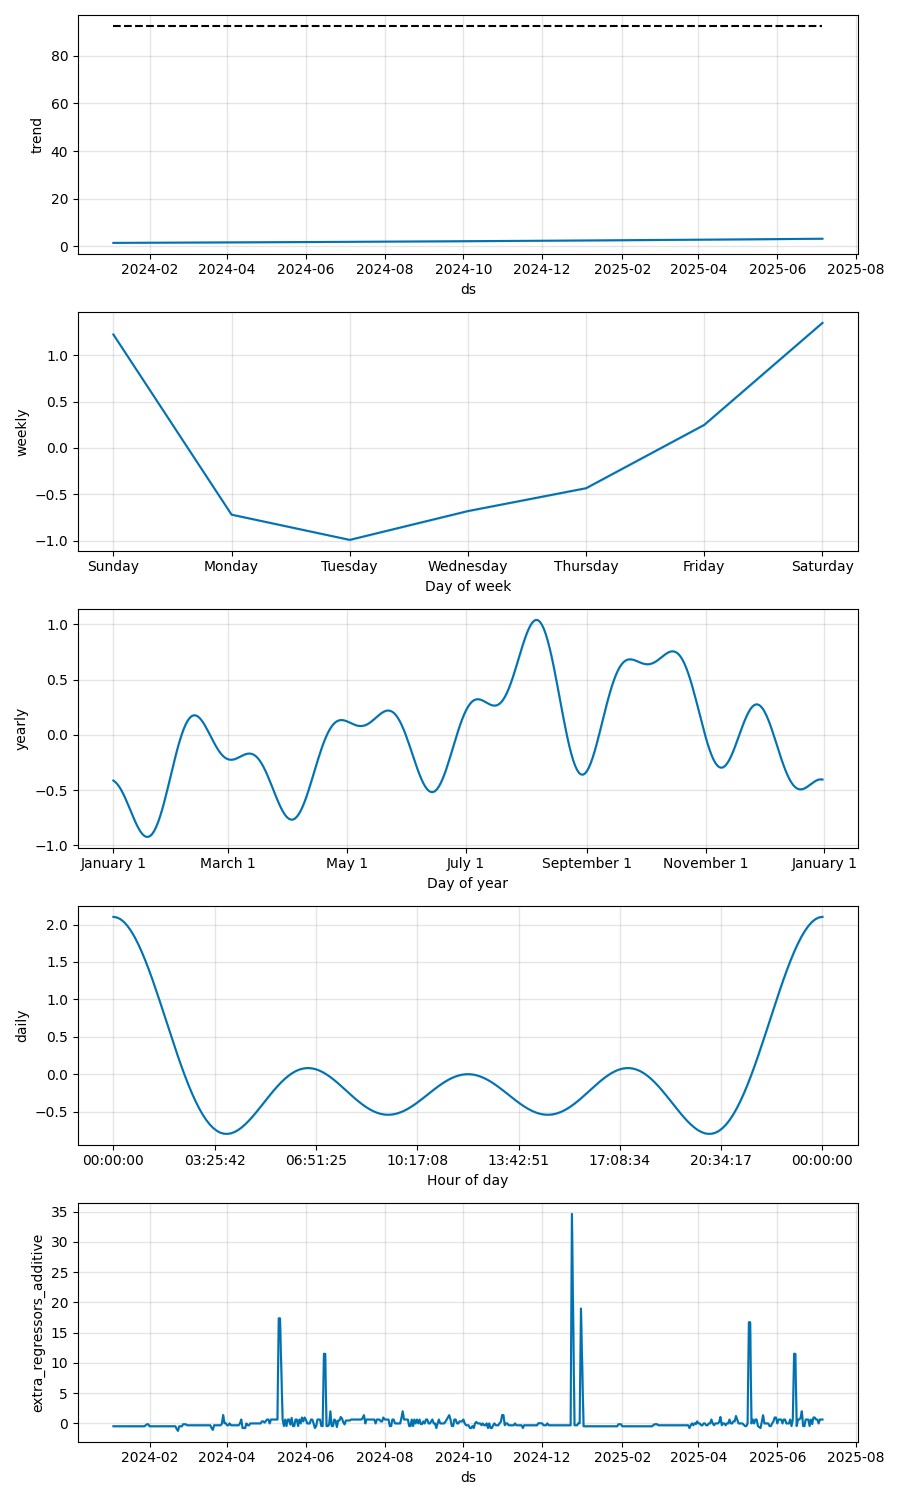 80
60
40
20
0
trend
2024-02 2024-04 2024-06 2024-08 2024-10 2024-12 2025-02 2025-04 2025-06 2025-08
ds
1.0
0.5
0.0
−0.5
−1.0
weekly
Sunday Monday Tuesday Wednesday Thursday Friday Saturday
Day of week
1.0
0.5
0.0
−0.5
−1.0
yearly
January 1 March 1 May 1 July 1 September 1 November 1 January 1
Day of year
2.0
1.5
1.0
0.5
0.0
−0.5
daily
00:00:00 03:25:42 06:51:25 10:17:08 13:42:51 17:08:34 20:34:17 00:00:00
Hour of day
35
30
25
20
15
10
5
0
extra_regressors_additive
2024-02 2024-04 2024-06 2024-08 2024-10 2024-12 2025-02 2025-04 2025-06 2025-08
ds